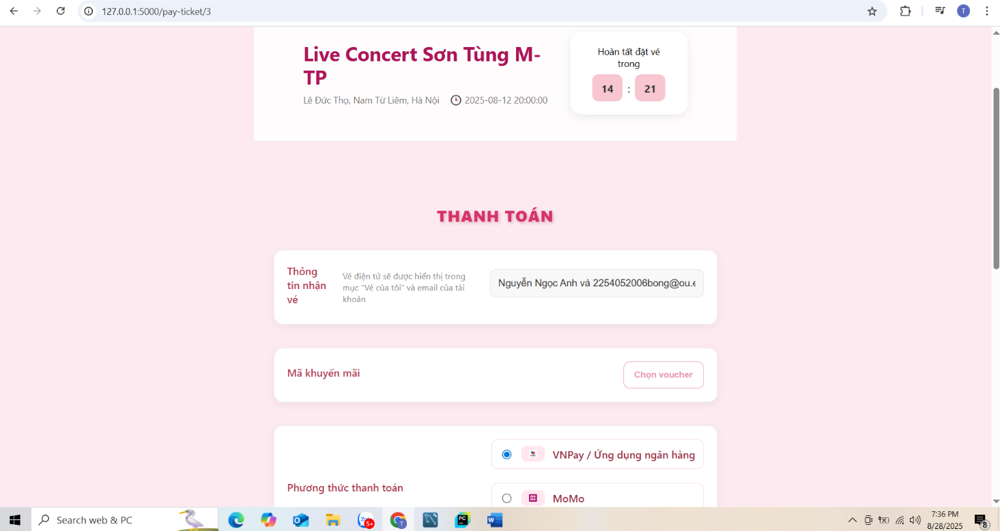 127.0.0.1:5000/pay-ticket/3
T
Live Concert Sơn Tùng M-
TP
Lê Đức Thọ, Nam Từ Liêm, Hà Nội
2025-08-12 20:00:00
Hoàn tất đặt vé
trong
14 : 21
THANH TOÁN
Thông
tin nhận
vé
Vé điện tử sẽ được hiển thị trong
mục "Vé của tôi" và email của tài
khoản
Nguyễn Ngọc Anh và 2254052006bong@ou.e
Mã khuyến mãi
Chọn voucher
Phương thức thanh toán
VNPay / Ứng dụng ngân hàng
MoMo
Search web & PC
5+
T
PC
W
7:36 PM
8/28/2025
8